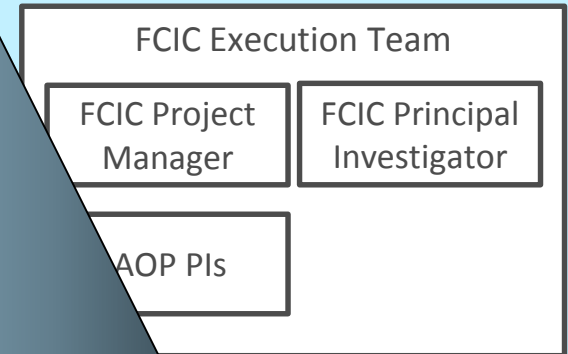 FCIC Execution Team
FCIC Project
Manager
FCIC Principal
Investigator
AOP PIs